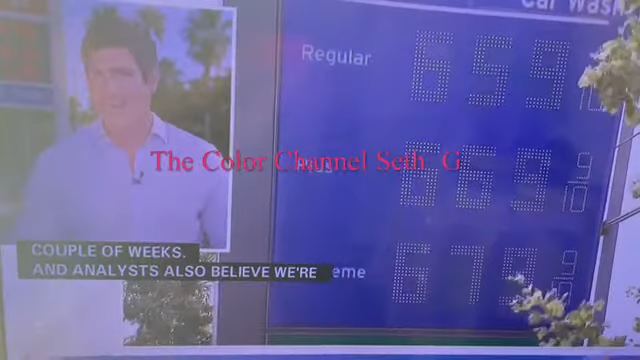 Car Wash
Regular 659 9/10
The Color Channel Seth G
669 9/10
eme 679 9/10
COUPLE OF WEEKS.
AND ANALYSTS ALSO BELIEVE WE'RE